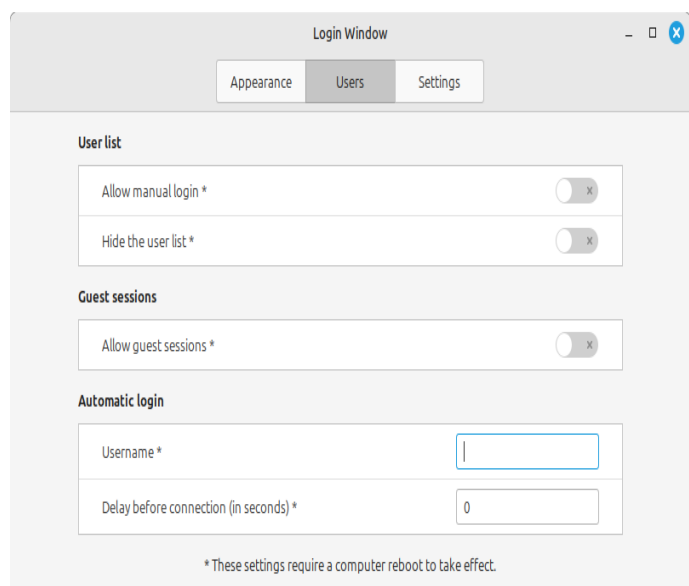 Login Window
Appearance Users Settings
User list
Allow manual login *
Hide the user list *
Guest sessions
Allow guest sessions *
Automatic login
Username *
Delay before connection (in seconds) * 0
* These settings require a computer reboot to take effect.